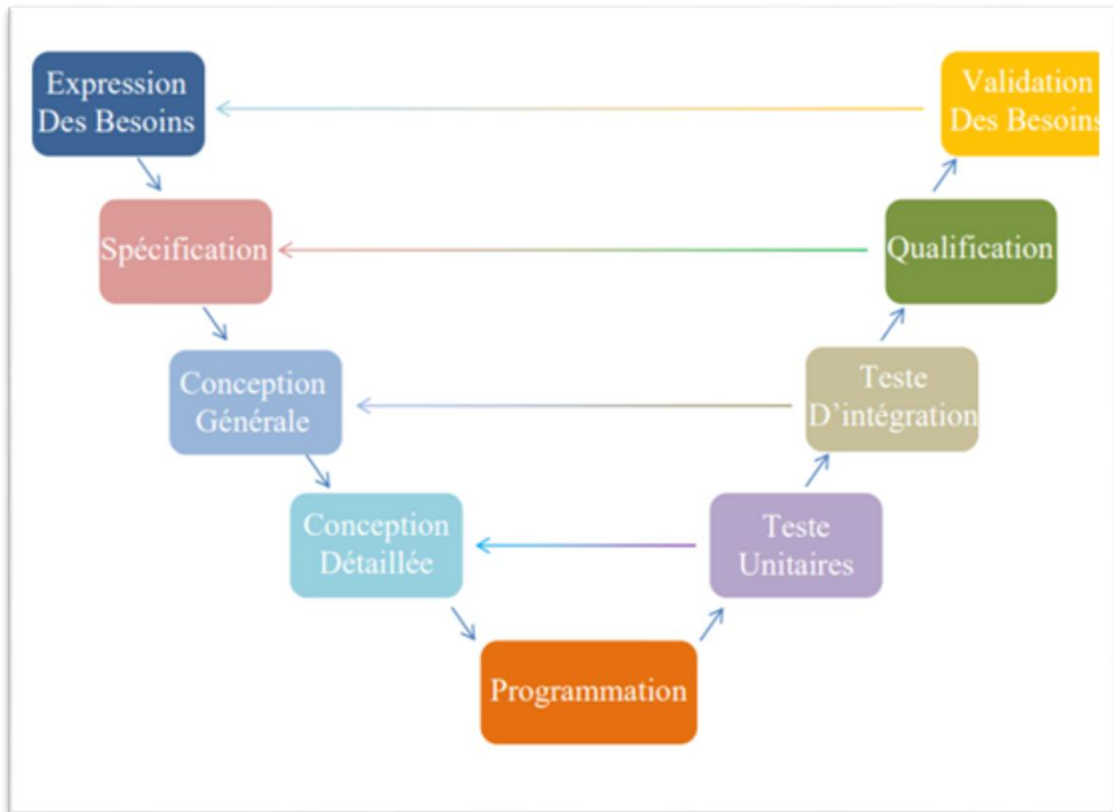 Expression
Des Besoins
Validation
Des Besoins
Spécification
Qualification
Conception
Générale
Teste
D'intégration
Conception
Détaillée
Teste
Unitaires
Programmation